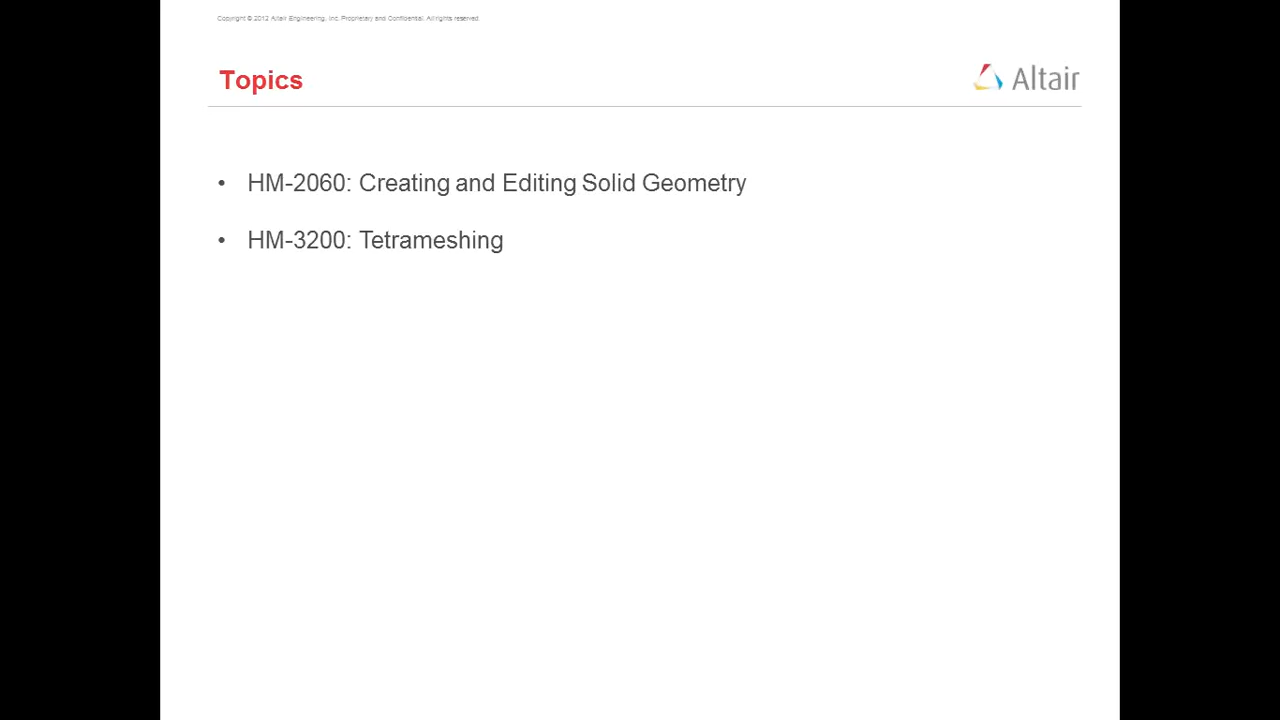 Copyright © 2012 Altair Engineering, Inc. Proprietary and Confidential. All rights reserved.
Topics
Altair
• HM-2060: Creating and Editing Solid Geometry
• HM-3200: Tetrameshing